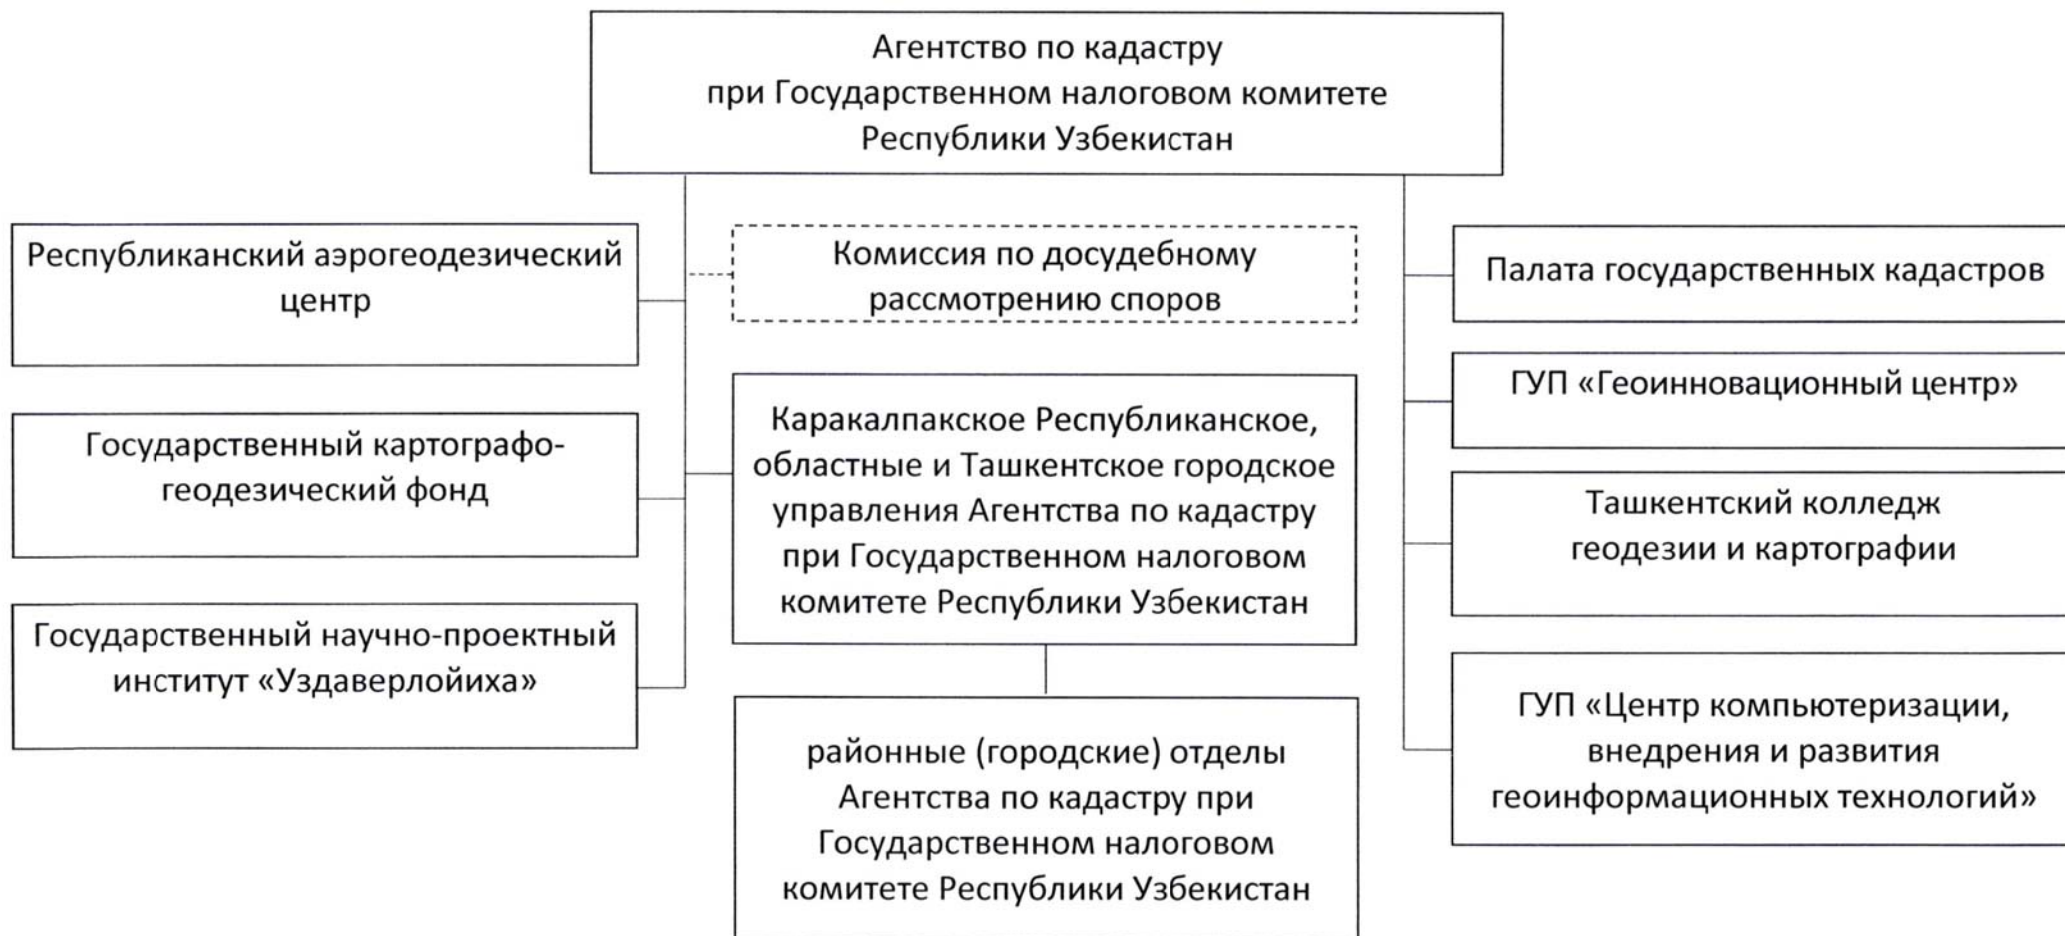 Агентство по кадастру
при Государственном налоговом комитете
Республики Узбекистан
Республиканский аэрогеодезический
центр
Государственный картографо-
геодезический фонд
Государственный научно-проектный
институт «Уздаверлойиха»
Комиссия по досудебному
рассмотрению споров
Каракалпакское Республиканское,
областные и Ташкентское городское
управления Агентства по кадастру
при Государственном налоговом
комитете Республики Узбекистан
районные (городские) отделы
Агентства по кадастру при
Государственном налоговом
комитете Республики Узбекистан
Палата государственных кадастров
ГУП «Геоинновационный центр»
Ташкентский колледж
геодезии и картографии
ГУП «Центр компьютеризации,
внедрения и развития
геоинформационных технологий»